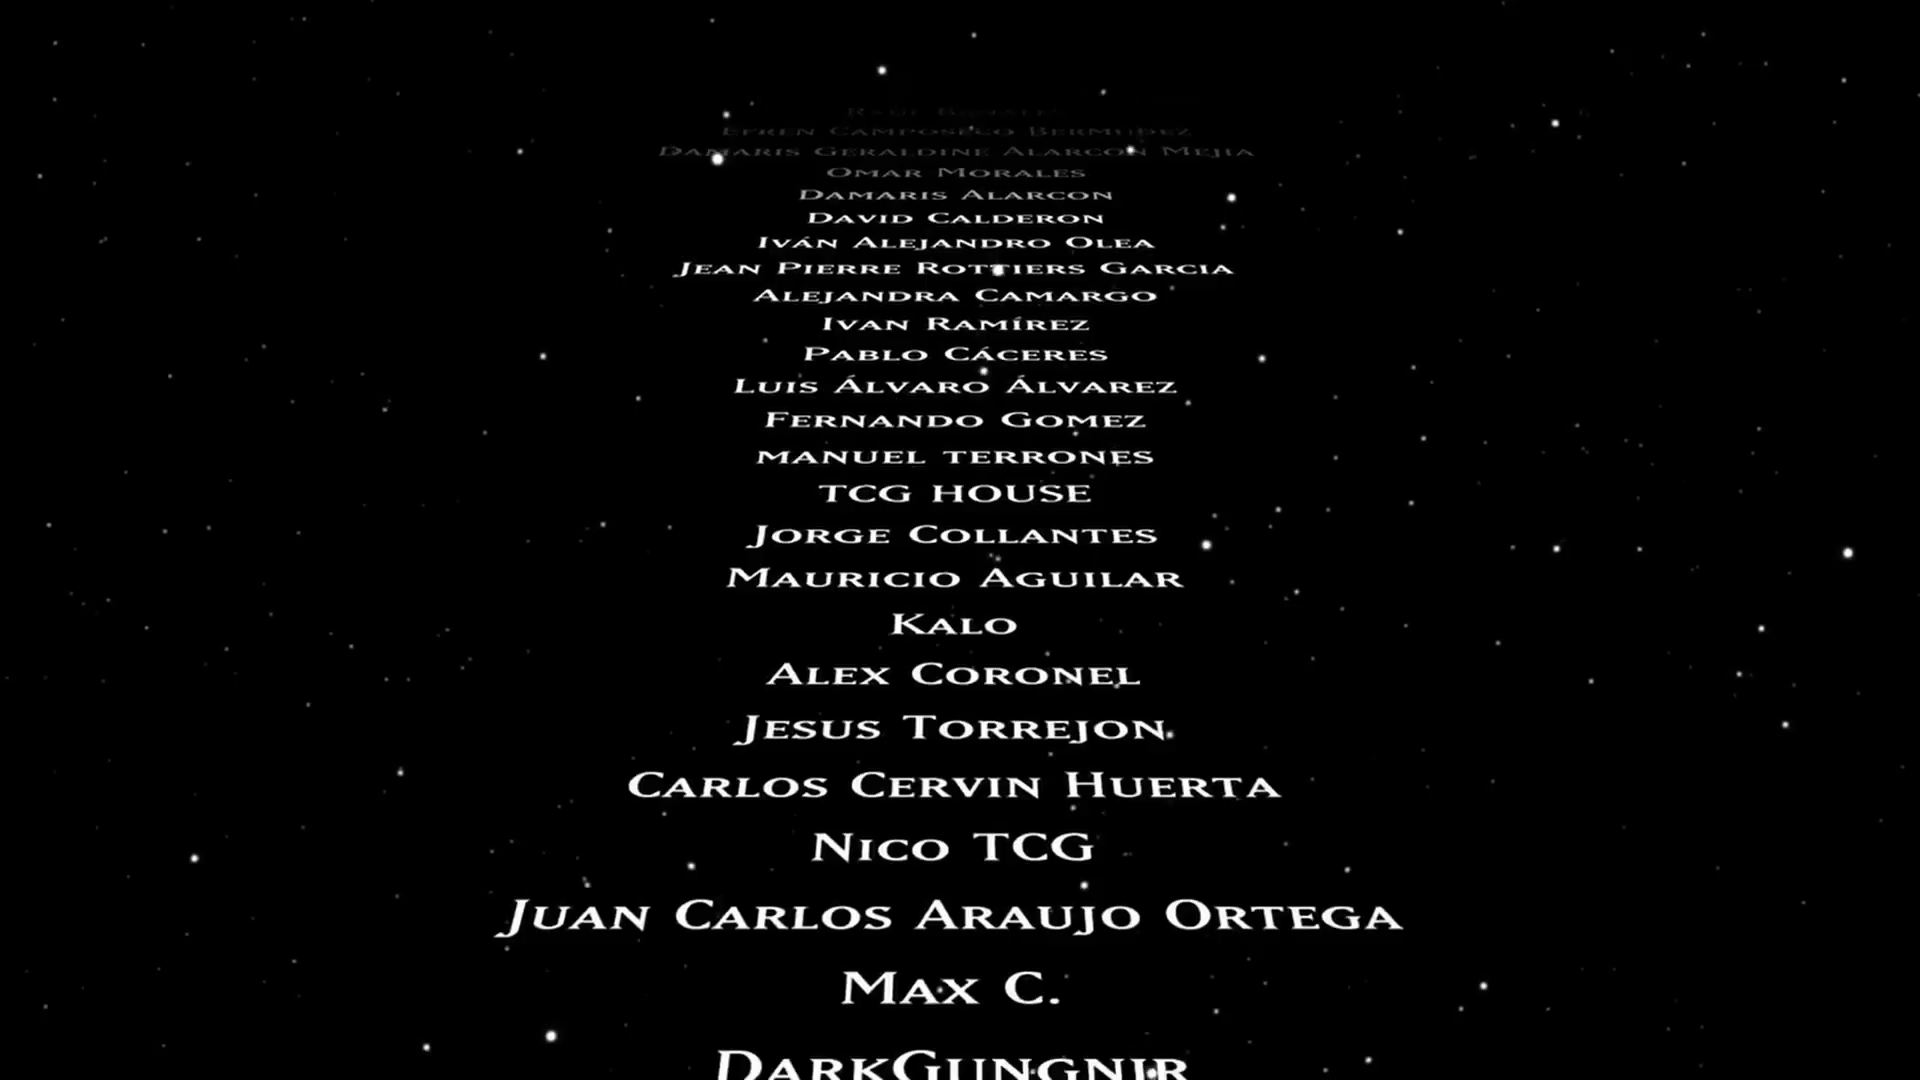 Efren Camposeco Bermudez
Damaris Geraldine Alarcon Mejia
Omar Morales
Damaris Alarcon
David Calderon
Iván Alejandro Olea
Jean Pierre Rottiers Garcia
Alejandra Camargo
Ivan Ramírez
Pablo Cáceres
Luis Álvaro Álvarez
Fernando Gomez
MANUEL TERRONES
TCG HOUSE
Jorge Collantes
Mauricio Aguilar
Kalo
Alex Coronel
Jesus Torrejon
Carlos Cervin Huerta
Nico TCG
Juan Carlos Araujo Ortega
Max C.
DarkGungnir